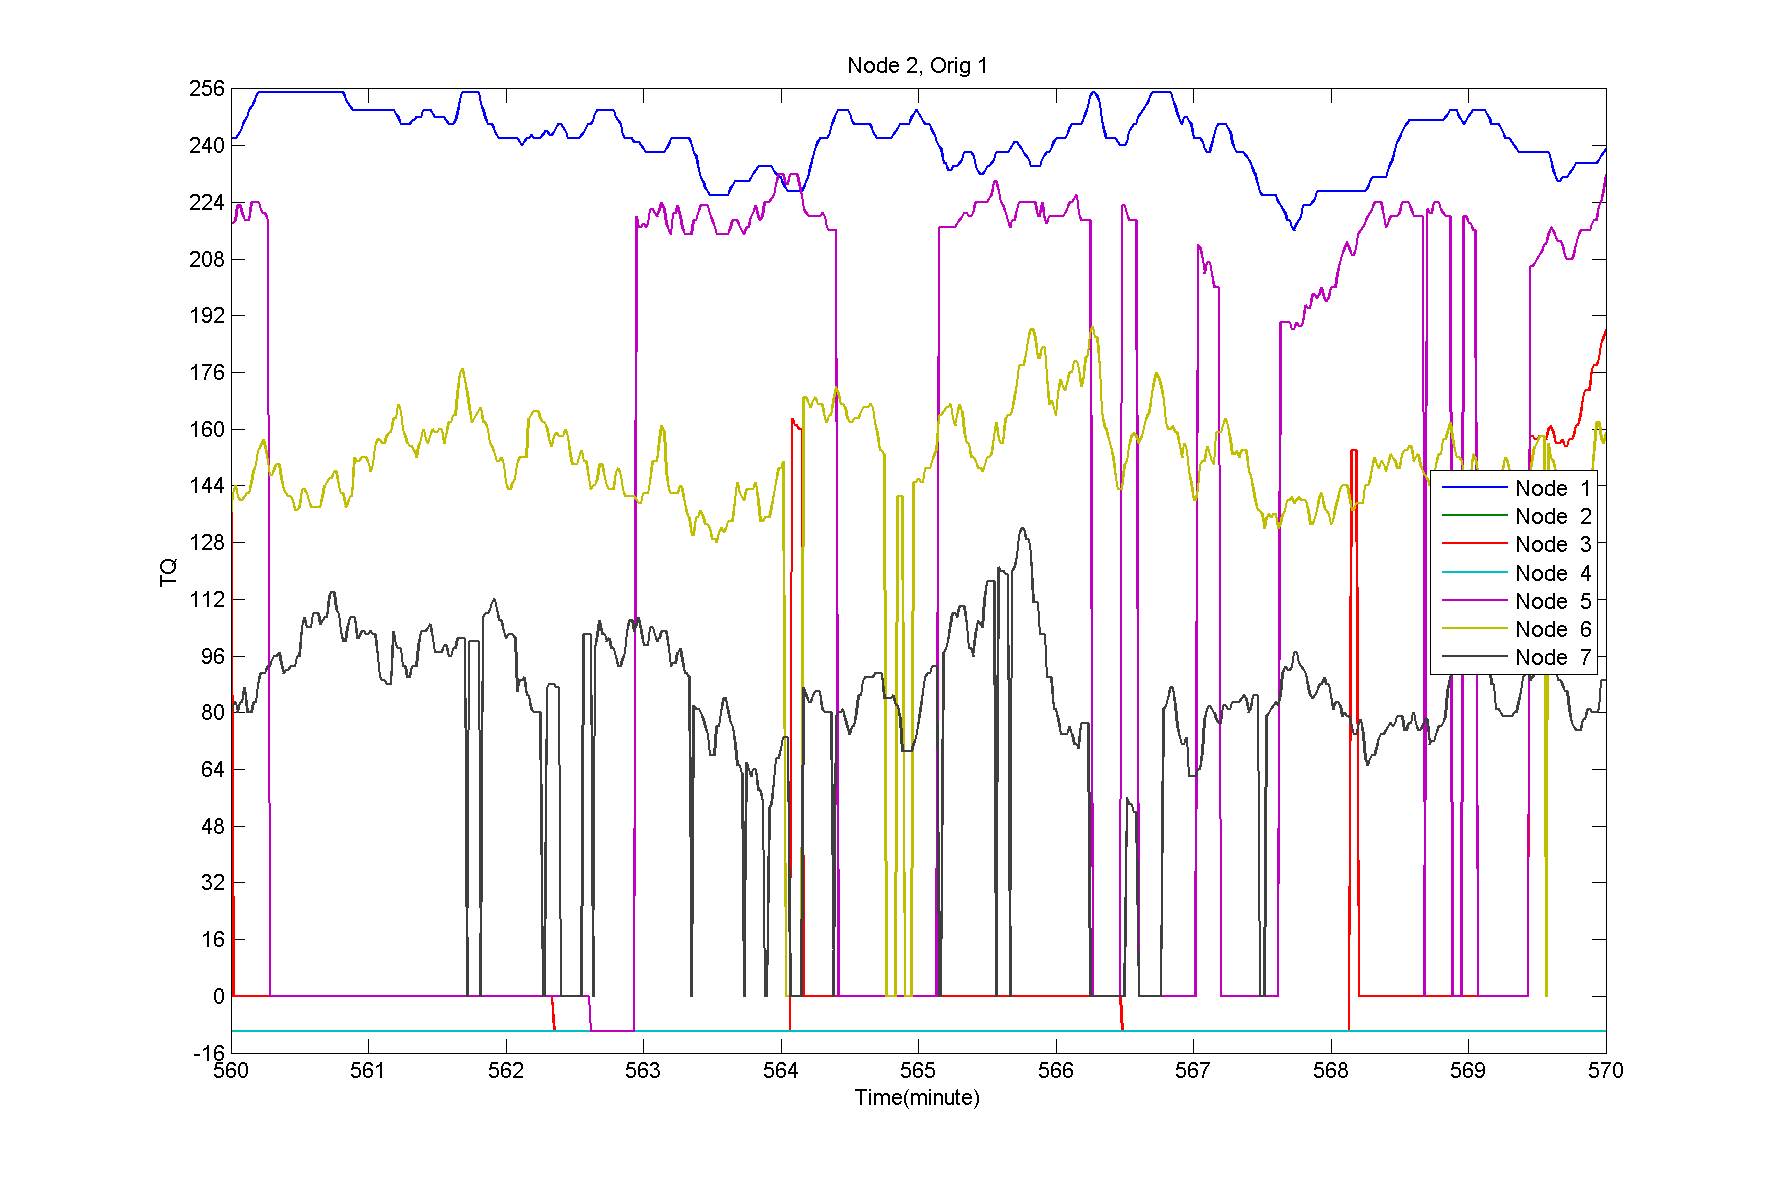 Node 2, Orig 1
256
240
224
208
192
176
160
144
128
112
96
80
64
48
32
16
0
-16
TQ
Node 1
Node 2
Node 3
Node 4
Node 5
Node 6
Node 7
560 561 562 563 564 565 566 567 568 569 570
Time(minute)